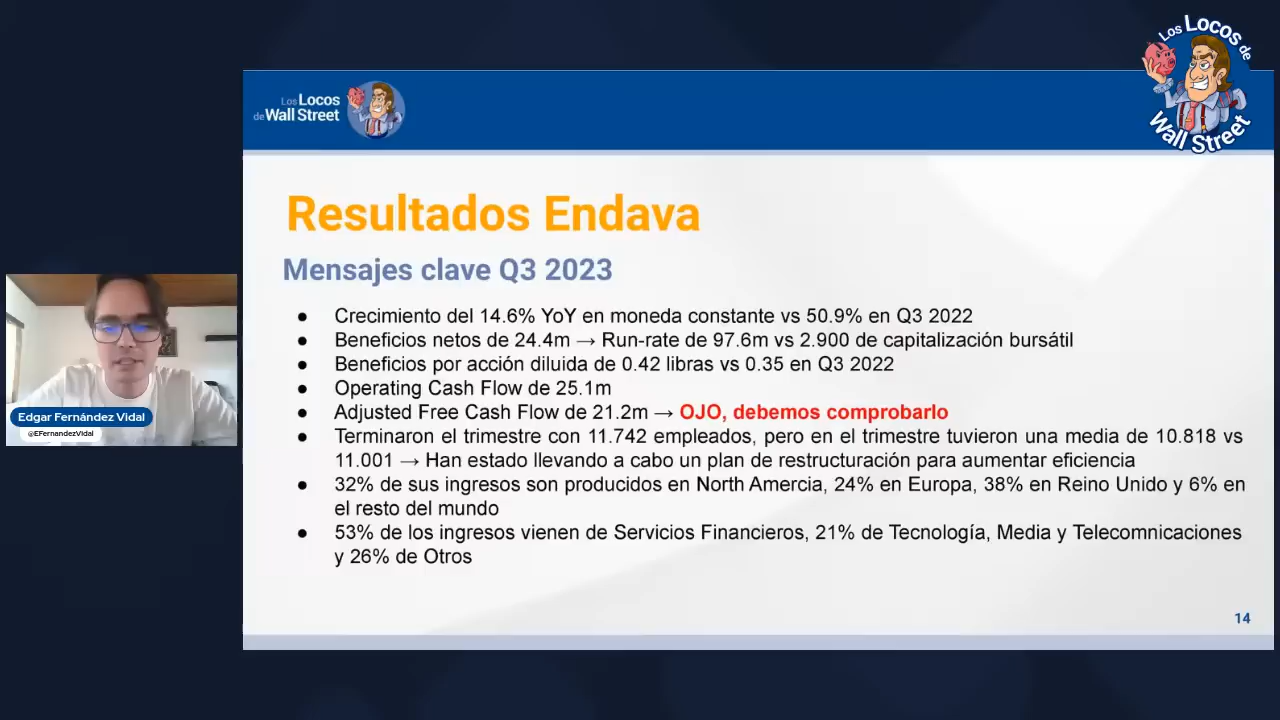 Los Locos de
Wall Street
Los Locos
de Wall Street
Resultados Endava
Mensajes clave Q3 2023
● Crecimiento del 14.6% YoY en moneda constante vs 50.9% en Q3 2022
● Beneficios netos de 24.4m → Run-rate de 97.6m vs 2.900 de capitalización bursátil
● Beneficios por acción diluida de 0.42 libras vs 0.35 en Q3 2022
● Operating Cash Flow de 25.1m
● Adjusted Free Cash Flow de 21.2m → OJO, debemos comprobarlo
● Terminaron el trimestre con 11.742 empleados, pero en el trimestre tuvieron una media de 10.818 vs
11.001 → Han estado llevando a cabo un plan de restructuración para aumentar eficiencia
● 32% de sus ingresos son producidos en North Amercia, 24% en Europa, 38% en Reino Unido y 6% en
el resto del mundo
● 53% de los ingresos vienen de Servicios Financieros, 21% de Tecnología, Media y Telecomnicaciones
y 26% de Otros
14
Edgar Fernández Vidal
@EFernandezVidal